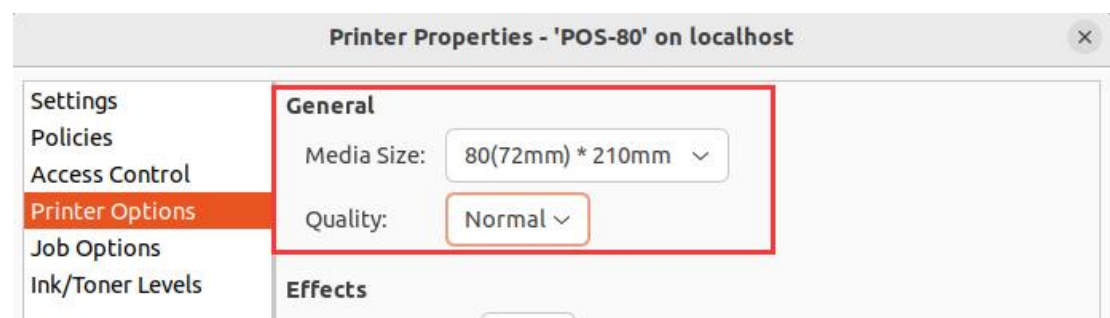 Printer Properties - 'POS-80' on localhost
Settings
Policies
Access Control
Printer Options
Job Options
Ink/Toner Levels
General
Media Size: 80(72mm) * 210mm
Quality: Normal
Effects